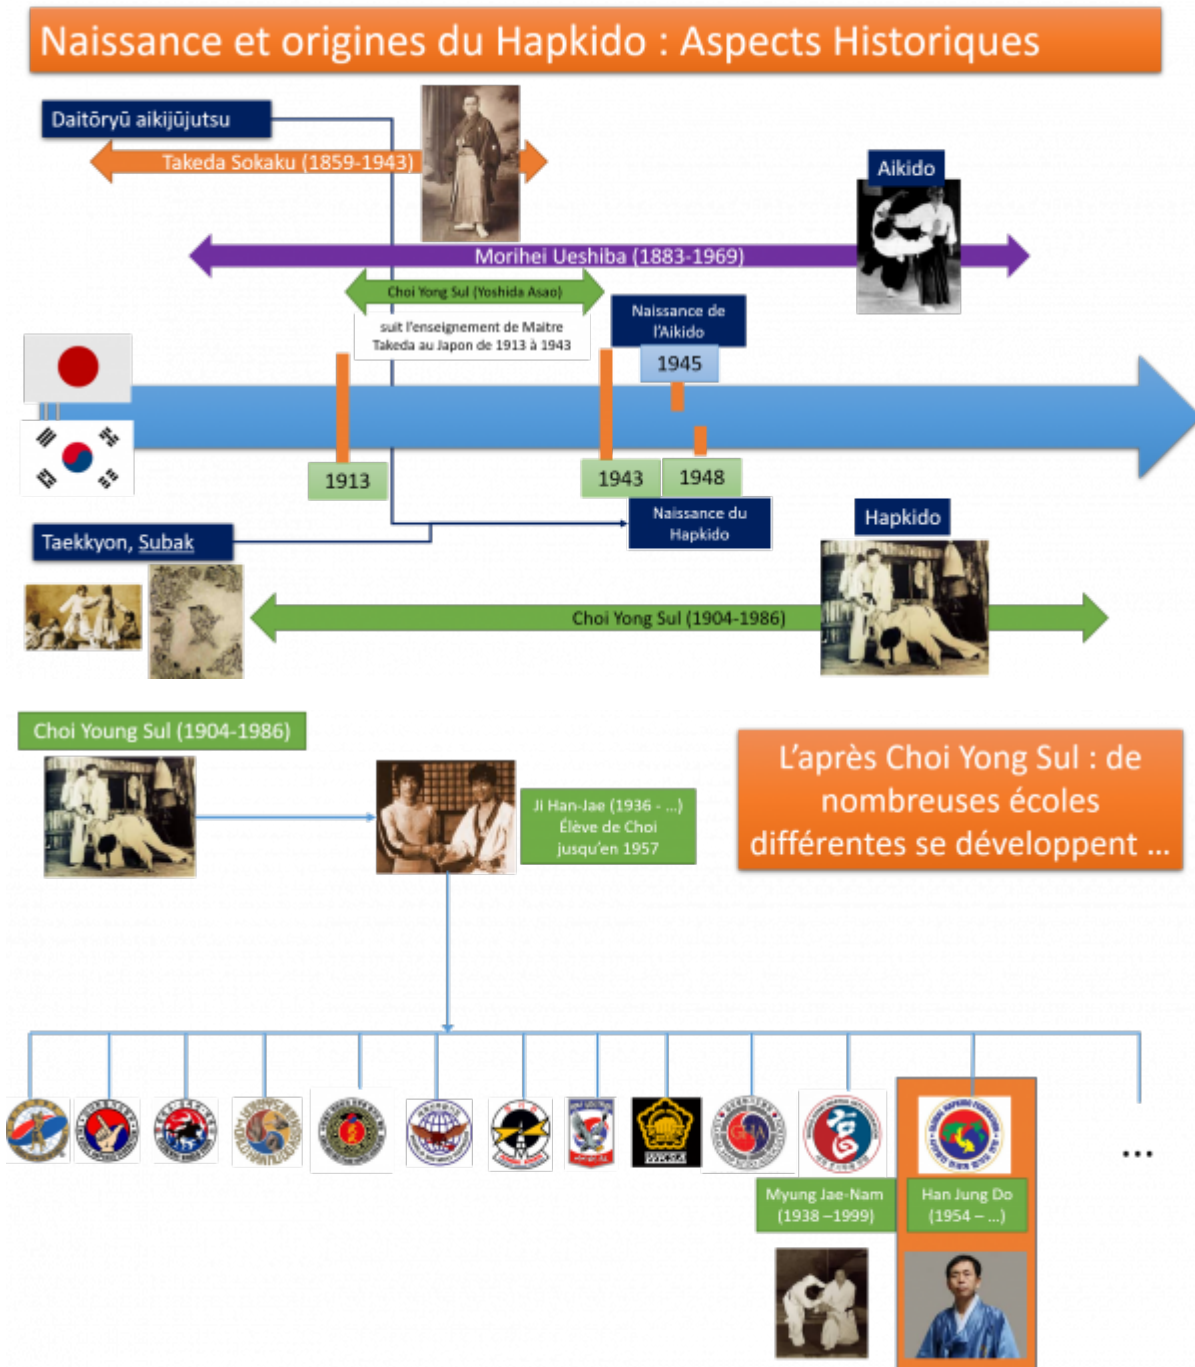 Naissance et origines du Hapkido : Aspects Historiques
Daitōryū aikijūjutsu
Takeda Sokaku (1859-1943)
Aikido
Morihei Ueshiba (1883-1969)
Choi Yong Sul (Yoshida Asao)
suit l'enseignement de Maitre
Takeda au Japon de 1913 à 1943
Naissance de
l'Aikido
1945
1913
1943
1948
Naissance du
Hapkido
Taekkyon, Subak
Hapkido
Choi Yong Sul (1904-1986)
Choi Young Sul (1904-1986)
Ji Han-Jae (1936 - ...)
Élève de Choi
jusqu'en 1957
L'après Choi Yong Sul : de
nombreuses écoles
différentes se développent ...
...
Myung Jae-Nam
(1938 –1999)
Han Jung Do
(1954 – ...)